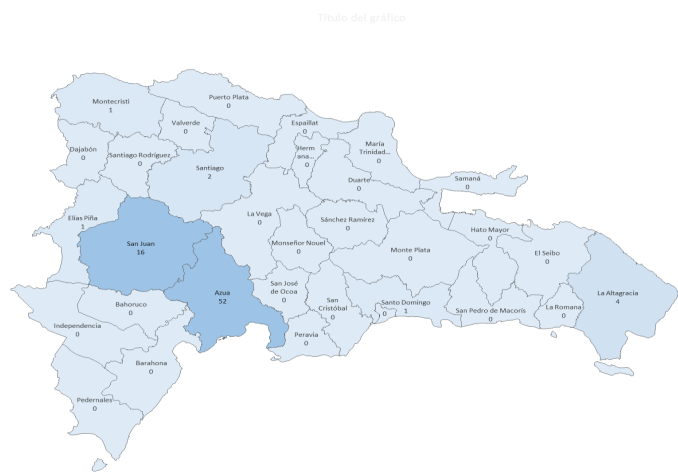 Título del gráfico
Puerto Plata
0
Montecristi
1
Valverde
0
Espaillat
0
Herm
ana...
0
María
Trinidad...
0
Dajabón
0
Santiago Rodríguez
0
Santiago
2
Duarte
0
Samaná
0
Elías Piña
1
La Vega
0
Sánchez Ramírez
0
Hato Mayor
0
San Juan
16
Monseñor Nouel
0
Monte Plata
0
El Seibo
0
Azua
52
San José
de Ocoa
0
La Altagracia
4
Bahoruco
0
San
Cristóbal
0
Santo Domingo
0 1
San Pedro de Macorís
0
La Romana
0
Independencia
0
Peravia
0
Barahona
0
Pedernales
0